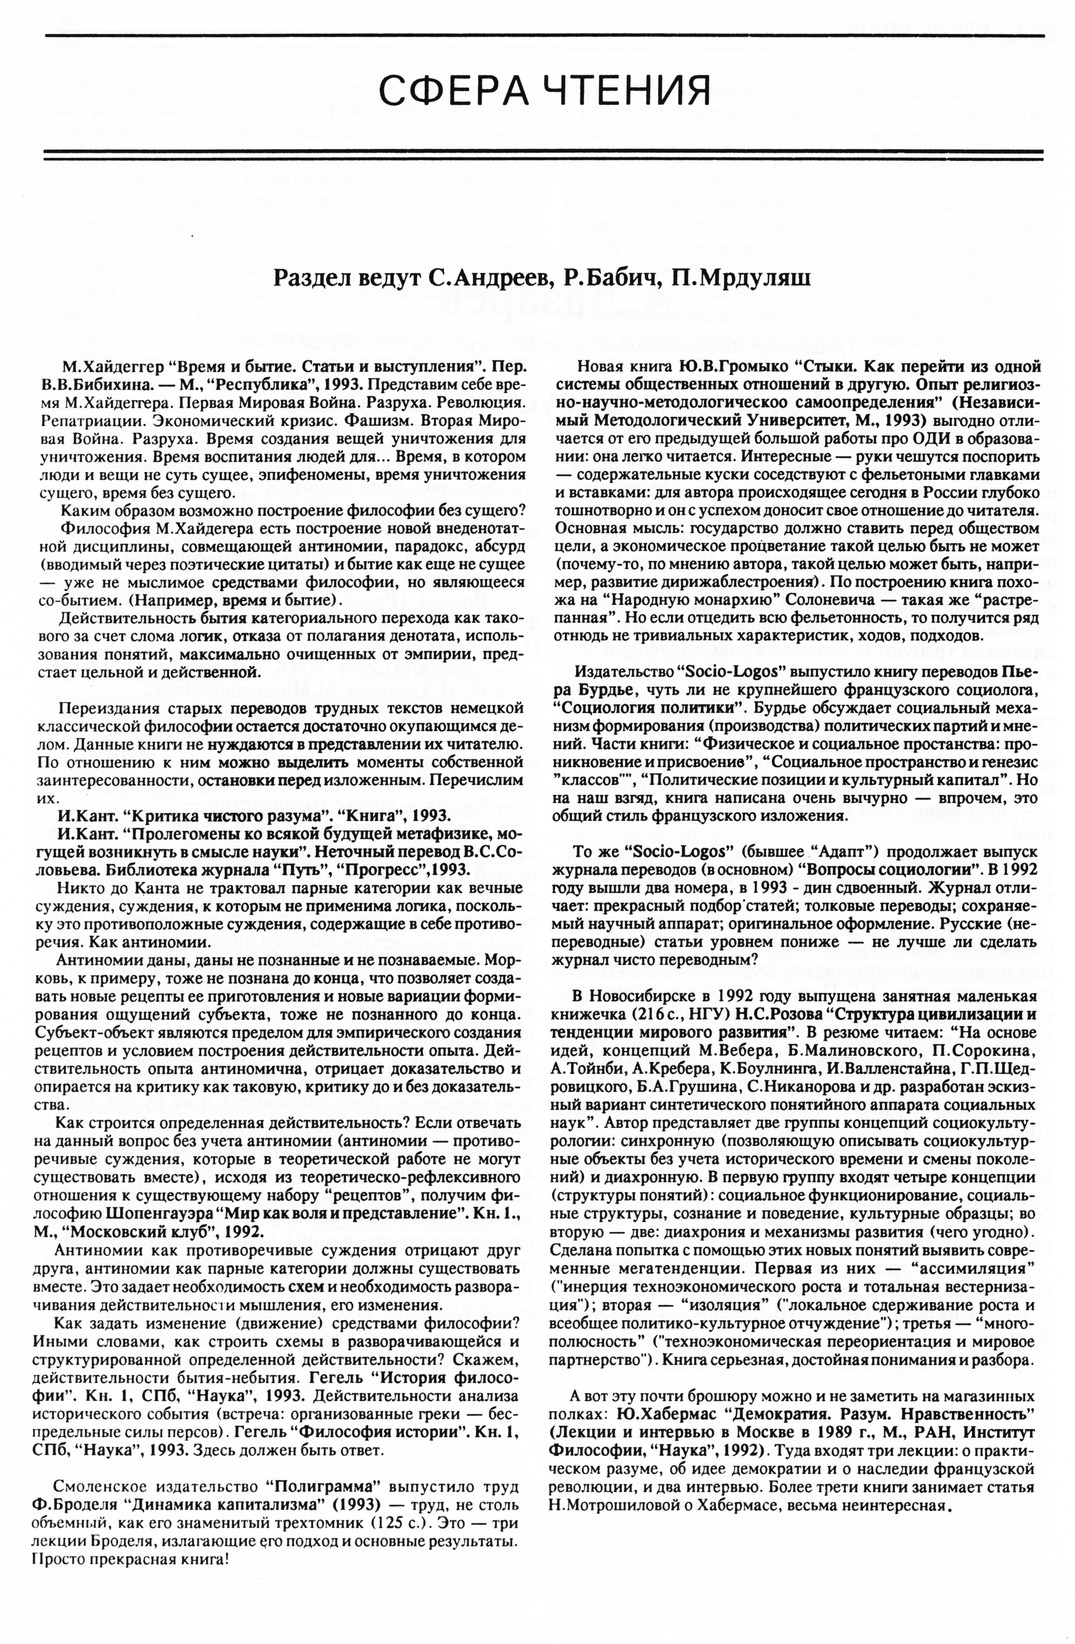 СФЕРА ЧТЕНИЯ
Раздел ведут С.Андреев, Р.Бабич, П.Мрдуляш
М.Хайдеггер “Время и бытие. Статьи и выступления”. Пер.
В.В.Бибихина. — М., “Республика”, 1993. Представим себе вре-
мя М.Хайдеггера. Первая Мировая Война. Разруха. Революция.
Репатриации. Экономический кризис. Фашизм. Вторая Миро-
вая Война. Разруха. Время создания вещей уничтожения для
уничтожения. Время воспитания людей для... Время, в котором
люди и вещи не суть сущее, эпифеномены, время уничтожения
сущего, время без сущего.
Каким образом возможно построение философии без сущего?
Философия М.Хайдегера есть построение новой внеденотат-
ной дисциплины, совмещающей антиномии, парадокс, абсурд
(вводимый через поэтические цитаты) и бытие как еще не сущее
— уже не мыслимое средствами философии, но являющееся
со-бытием. (Например, время и бытие).
Действительность бытия категориального перехода как тако-
вого за счет слома логик, отказа от полагания денотата, исполь-
зования понятий, максимально очищенных от эмпирии, пред-
стает цельной и действенной.
Переиздания старых переводов трудных текстов немецкой
классической философии остается достаточно окупающимся де-
лом. Данные книги не нуждаются в представлении их читателю.
По отношению к ним можно выделить моменты собственной
заинтересованности, остановки перед изложенным. Перечислим
их.
И.Кант. “Критика чистого разума”. “Книга”, 1993.
И.Кант. “Пролегомены ко всякой будущей метафизике, мо-
гущей возникнуть в смысле науки”. Неточный перевод В.С.Со-
ловьева. Библиотека журнала “Путь”, “Прогресс”,1993.
Никто до Канта не трактовал парные категории как вечные
суждения, суждения, к которым не применима логика, посколь-
ку это противоположные суждения, содержащие в себе противо-
речия. Как антиномии.
Антиномии даны, даны не познанные и не познаваемые. Мор-
ковь, к примеру, тоже не познана до конца, что позволяет созда-
вать новые рецепты ее приготовления и новые вариации форми-
рования ощущений субъекта, тоже не познанного до конца.
Субъект-объект являются пределом для эмпирического создания
рецептов и условием построения действительности опыта. Дей-
ствительность опыта антиномична, отрицает доказательство и
опирается на критику как таковую, критику до и без доказатель-
ства.
Как строится определенная действительность? Если отвечать
на данный вопрос без учета антиномии (антиномии — противо-
речивые суждения, которые в теоретической работе не могут
существовать вместе), исходя из теоретическо-рефлексивного
отношения к существующему набору “рецептов”, получим фи-
лософию Шопенгауэра “Мир как воля и представление”. Кн. 1.,
М., “Московский клуб”, 1992.
Антиномии как противоречивые суждения отрицают друг
друга, антиномии как парные категории должны существовать
вместе. Это задает необходимость схем и необходимость развора-
чивания действительности мышления, его изменения.
Как задать изменение (движение) средствами философии?
Иными словами, как строить схемы в разворачивающейся и
структурированной определенной действительности? Скажем,
действительности бытия-небытия. Гегель “История филосо-
фии”. Кн. 1, СПб, “Наука”, 1993. Действительности анализа
исторического события (встреча: организованные греки — бес-
предельные силы персов). Гегель “Философия истории”. Кн. 1,
СПб, “Наука”, 1993. Здесь должен быть ответ.
Смоленское издательство “Полиграмма” выпустило труд
Ф.Броделя “Динамика капитализма” (1993) — труд, не столь
объемный, как его знаменитый трехтомник (125 с.). Это — три
лекции Броделя, излагающие его подход и основные результаты.
Просто прекрасная книга!
Новая книга Ю.В.Громыко “Стыки. Как перейти из одной
системы общественных отношений в другую. Опыт религиоз-
но-научно-методологическоо самоопределения” (Независи-
мый Методологический Университет, М., 1993) выгодно отли-
чается от его предыдущей большой работы про ОДИ в образова-
нии: она легко читается. Интересные — руки чешутся поспорить
— содержательные куски соседствуют с фельетоными главками
и вставками: для автора происходящее сегодня в России глубоко
тошнотворно и он с успехом доносит свое отношение до читателя.
Основная мысль: государство должно ставить перед обществом
цели, а экономическое процветание такой целью быть не может
(почему-то, по мнению автора, такой целью может быть, напри-
мер, развитие дирижаблестроения). По построению книга похо-
жа на “Народную монархию” Солоневича — такая же “растре-
панная”. Но если отцедить всю фельетонность, то получится ряд
отнюдь не тривиальных характеристик, ходов, подходов.
Издательство “Socio-Logos” выпустило книгу переводов Пье-
ра Бурдье, чуть ли не крупнейшего французского социолога,
“Социология политики”. Бурдье обсуждает социальный меха-
низм формирования (производства) политических партий и мне-
ний. Части книги: “Физическое и социальное простанства: про-
никновение и присвоение”, “Социальное пространство и генезис
"классов"", “Политические позиции и культурный капитал”. Но
на наш взгляд, книга написана очень вычурно — впрочем, это
общий стиль французского изложения.
То же “Socio-Logos” (бывшее “Адапт”) продолжает выпуск
журнала переводов (в основном) “Вопросы социологии”. В 1992
году вышли два номера, в 1993 - дин сдвоенный. Журнал отли-
чает: прекрасный подбор статей; толковые переводы; сохраняе-
мый научный аппарат; оригинальное оформление. Русские (не-
переводные) статьи уровнем пониже — не лучше ли сделать
журнал чисто переводным?
В Новосибирске в 1992 году выпущена занятная маленькая
книжечка (216 с., НГУ) Н.С.Розова “Структура цивилизации и
тенденции мирового развития”. В резюме читаем: “На основе
идей, концепций М.Вебера, Б.Малиновского, П.Сорокина,
А.Тойнби, А.Кребера, К.Боулнинга, И.Валленстайна, Г.П.Щед-
ровицкого, Б.А.Грушина, С.Никанорова и др. разработан эскиз-
ный вариант синтетического понятийного аппарата социальных
наук”. Автор представляет две группы концепций социокульту-
рологии: синхронную (позволяющую описывать социокультур-
ные объекты без учета исторического времени и смены поколе-
ний) и диахронную. В первую группу входят четыре концепции
(структуры понятий): социальное функционирование, социаль-
ные структуры, сознание и поведение, культурные образцы; во
вторую — две: диахрония и механизмы развития (чего угодно).
Сделана попытка с помощью этих новых понятий выявить совре-
менные мегатенденции. Первая из них — “ассимиляция”
("инерция техноэкономического роста и тотальная вестерниза-
ция"); вторая — “изоляция” ("локальное сдерживание роста и
всеобщее политико-культурное отчуждение"); третья — “много-
полюсность” ("техноэкономическая переориентация и мировое
партнерство"). Книга серьезная, достойная понимания и разбора.
А вот эту почти брошюру можно и не заметить на магазинных
полках: Ю.Хабермас “Демократия. Разум. Нравственность”
(Лекции и интервью в Москве в 1989 г., М., РАН, Институт
Философии, “Наука”, 1992). Туда входят три лекции: о практи-
ческом разуме, об идее демократии и о наследии французской
революции, и два интервью. Более трети книги занимает статья
Н.Мотрошиловой о Хабермасе, весьма неинтересная.